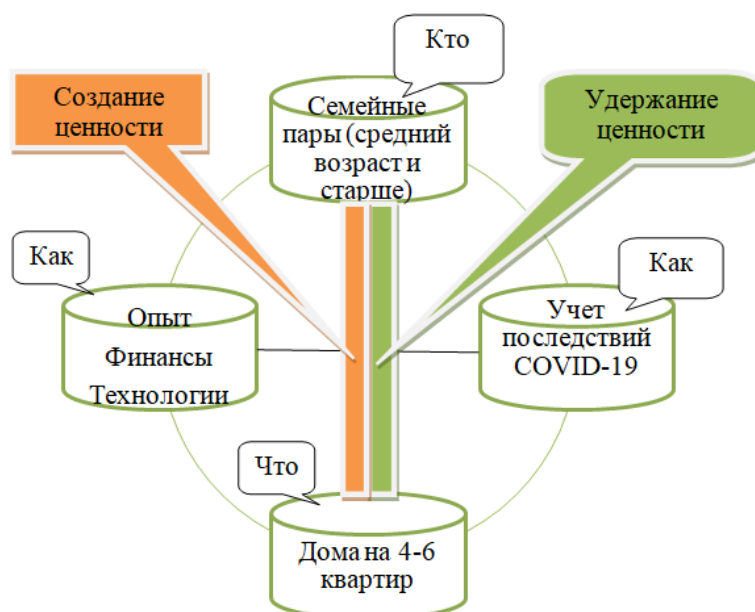 Кто
Создание
ценности
Семейные
пары (средний
возраст и
старше)
Удержание
ценности
Как
Опыт
Финансы
Технологии
Как
Учет
последствий
COVID-19
Что
Дома на 4-6
квартир